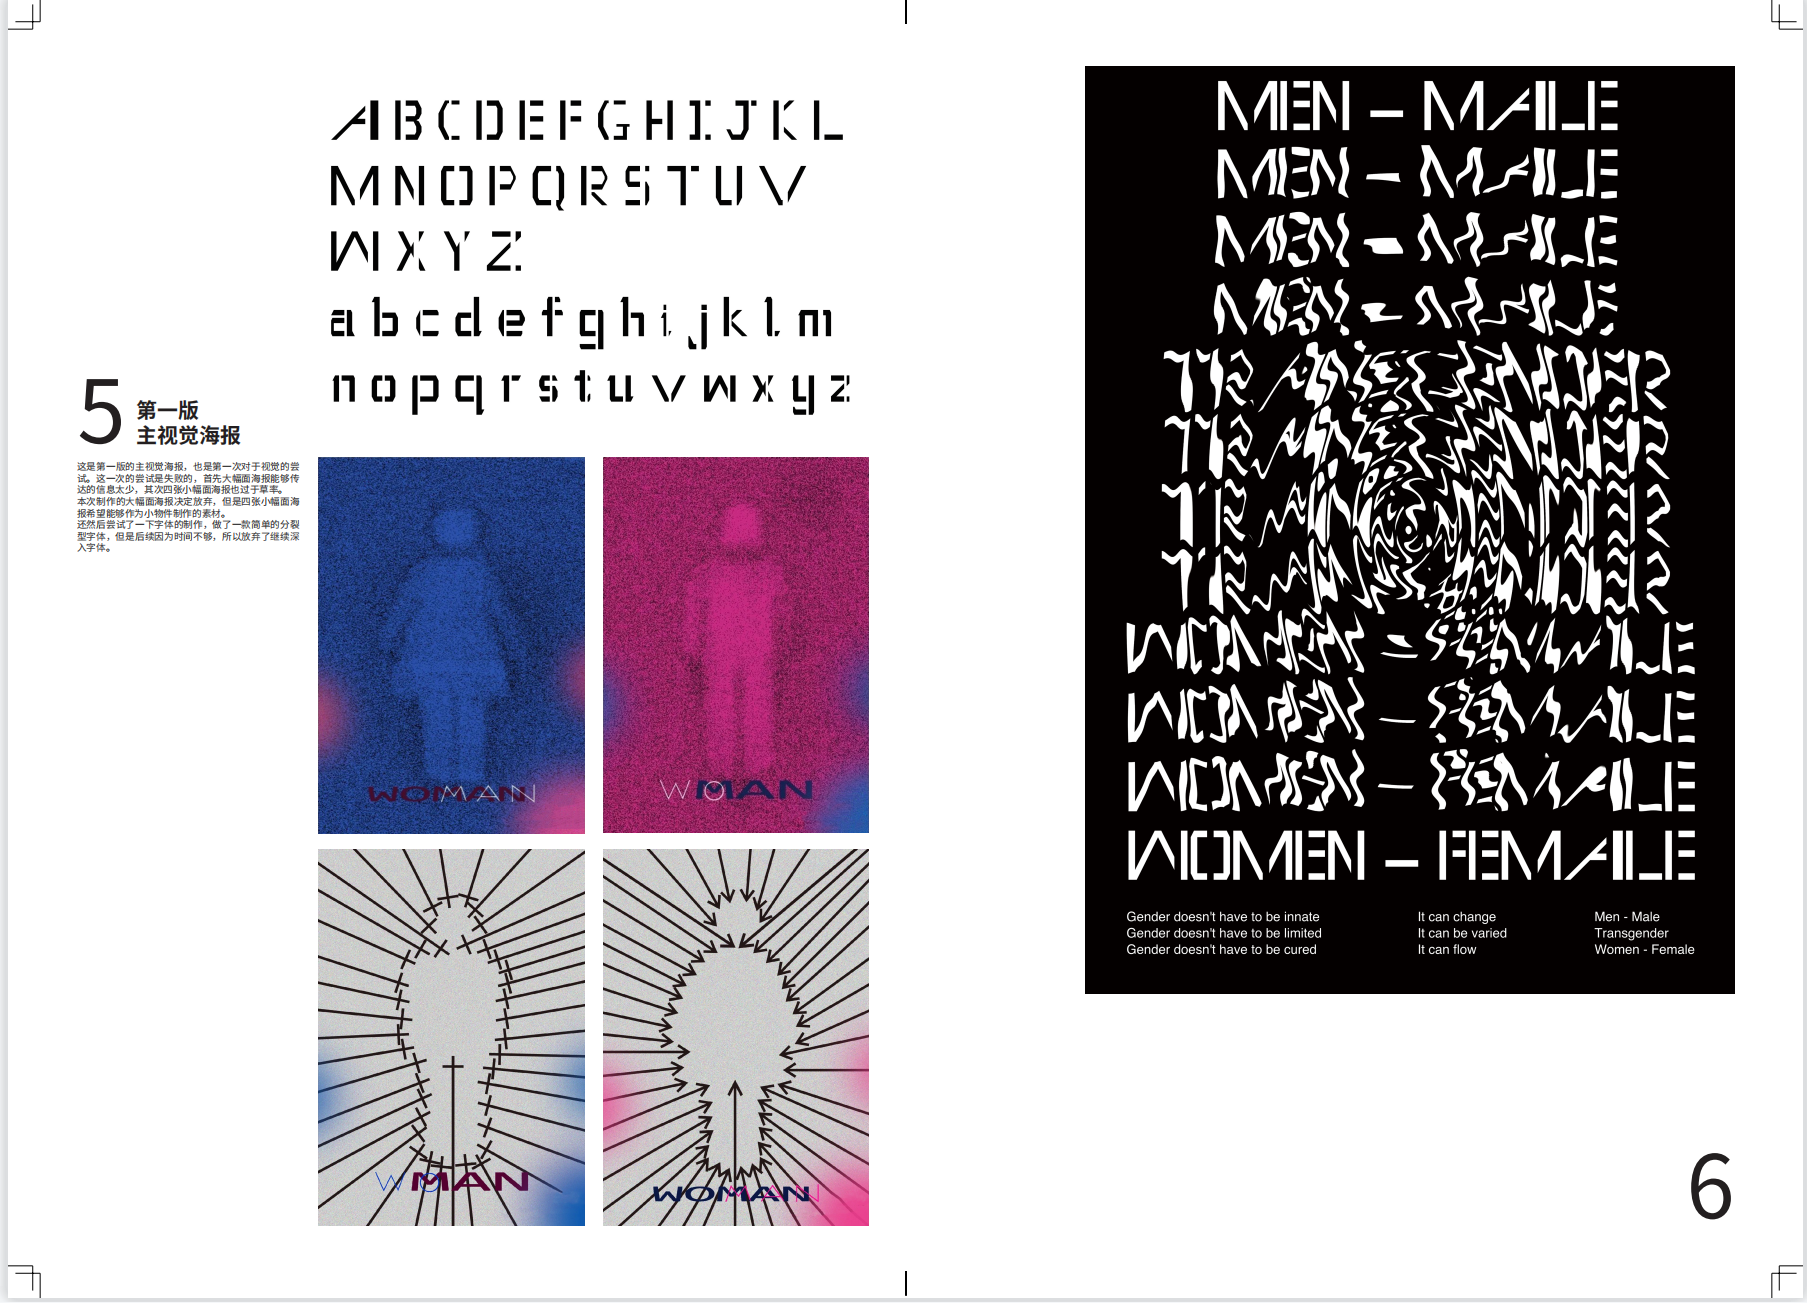 A B C D E F G H I J K L
M N O P Q R S T U V
W X Y Z
a b c d e f g h i j k l m
n o p q r s t u v w x y z
5
第一版
主视觉海报
这是第一版的主视觉海报，也是第一次对于视觉的尝
试。这一次的尝试是失败的，首先大幅面海报能够传
达的信息太少，其次四张小幅面海报也过于草率。
本次制作的大幅面海报决定放弃，但是四张小幅面海
报希望能够作为小物件制作的素材。
还然后尝试了一下字体的制作，做了一款简单的分裂
型字体，但是后续因为时间不够，所以放弃了继续深
入字体。
WOMAN MAN
WOMAN
WOMAN
WOMAN MAN
MEN – MALE
MEN – MALE
MEN – MALE
MEN – MALE
TRANSGENDER
TRANSGENDER
TRANSGENDER
TRANSGENDER
WOMEN – FEMALE
WOMEN – FEMALE
WOMEN – FEMALE
WOMEN – FEMALE
Gender doesn't have to be innate
Gender doesn't have to be limited
Gender doesn't have to be cured
It can change
It can be varied
It can flow
Men - Male
Transgender
Women - Female
6